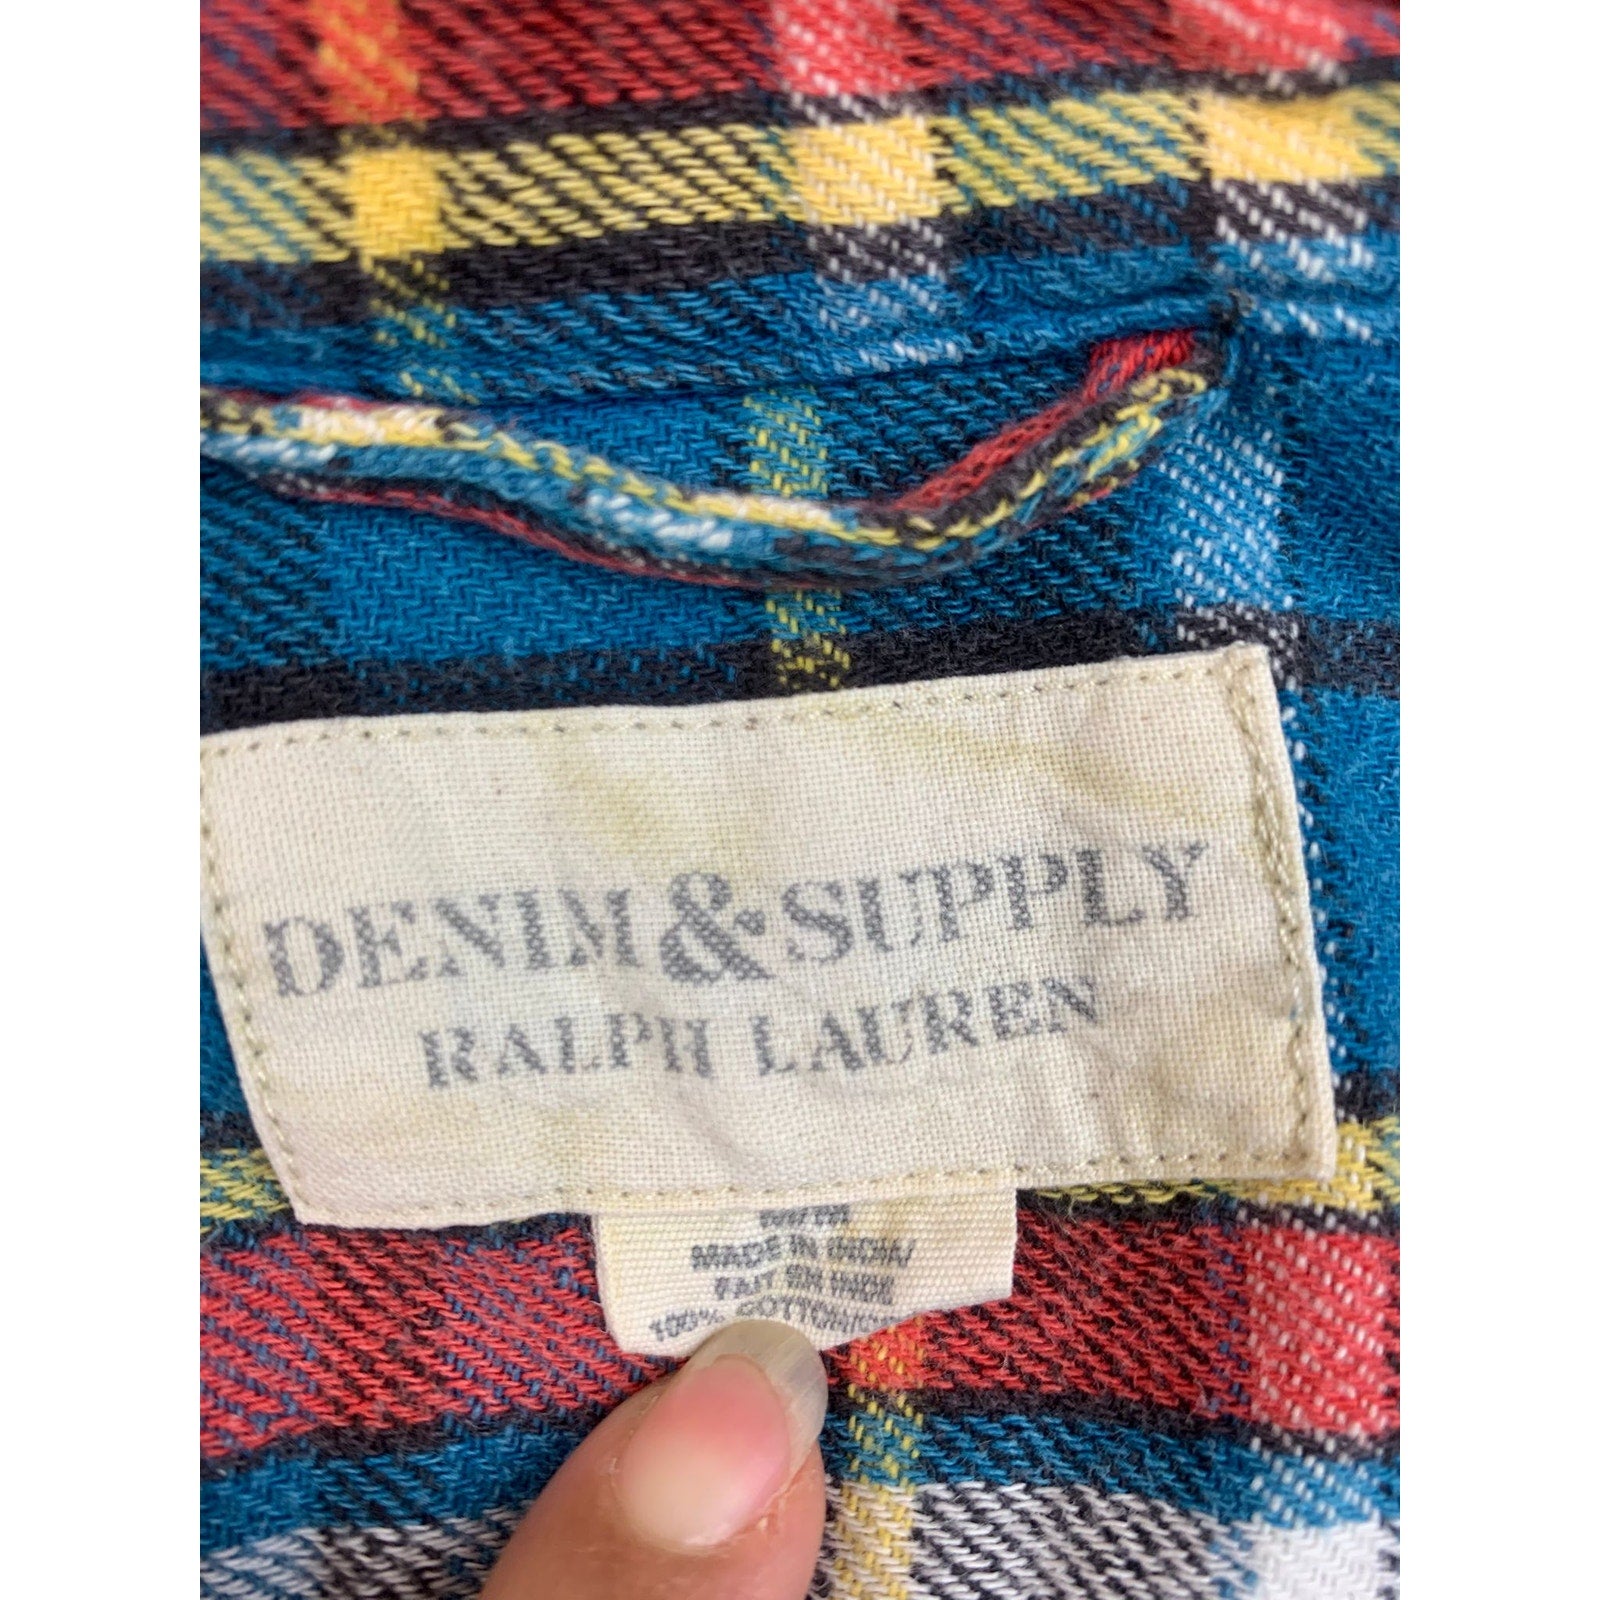 DENIM & SUPPLY
RALPH LAUREN
M/M
MADE IN INDIA/
FAIT EN INDE
100% COTTON/